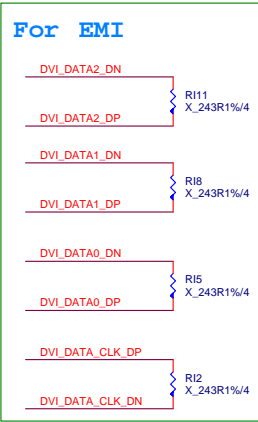 For EMI
DVI_DATA2_DN
RI11
X_243R1%/4
DVI_DATA2_DP
DVI_DATA1_DN
RI8
X_243R1%/4
DVI_DATA1_DP
DVI_DATA0_DN
RI5
X_243R1%/4
DVI_DATA0_DP
DVI_DATA_CLK_DP
RI2
X_243R1%/4
DVI_DATA_CLK_DN